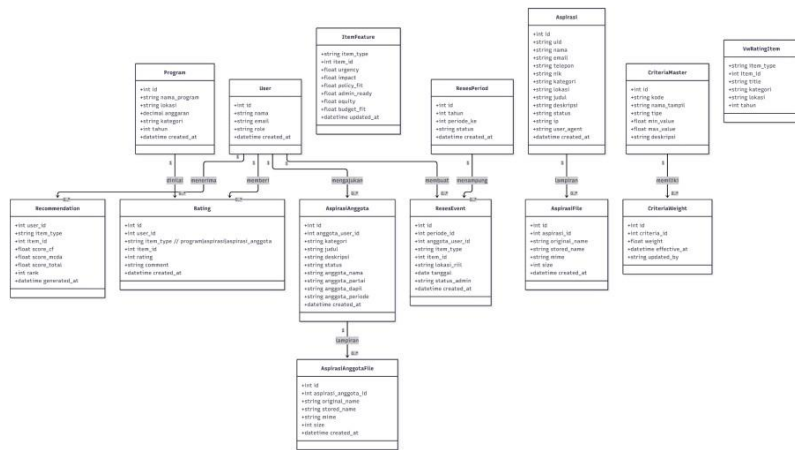 Program
+int id
+string nama_program
+string lokasi
+decimal anggaran
+string kategori
+int tahun
+datetime created_at
User
+int id
+string nama
+string email
+string role
+datetime created_at
ItemFeature
+string item_type
+int item_id
+float urgency
+float impact
+float policy_fit
+float admin_ready
+float equity
+float budget_fit
+datetime updated_at
ResesPeriod
+int id
+int tahun
+int periode_ke
+string status
+datetime created_at
Aspirasi
+int id
+string uid
+string nama
+string email
+string telepon
+string nik
+string kategori
+string lokasi
+string judul
+string deskripsi
+string status
+string ip
+string user_agent
+datetime created_at
CriteriaMaster
+int id
+string kode
+string nama_tampil
+string tipe
+float min_value
+float max_value
+string deskripsi
VwRatingItem
+string item_type
+int item_id
+string title
+string kategori
+string lokasi
+int tahun
dinilai
menerima
memberi
mengajukan
membuat
menampung
lampiran
memiliki
Recommendation
+int user_id
+string item_type
+int item_id
+float score_cf
+float score_mcda
+float score_total
+int rank
+datetime generated_at
Rating
+int id
+int user_id
+string item_type // program|aspirasi|aspirasi_anggota
+int item_id
+int rating
+string comment
+datetime created_at
AspirasiAnggota
+int id
+int anggota_user_id
+string kategori
+string judul
+string deskripsi
+string status
+string anggota_nama
+string anggota_partai
+string anggota_dapil
+string anggota_periode
+datetime created_at
ResesEvent
+int id
+int periode_id
+int anggota_user_id
+string item_type
+int item_id
+string lokasi_riil
+date tanggal
+string status_admin
+datetime created_at
AspirasiFile
+int id
+int aspirasi_id
+string original_name
+string stored_name
+string mime
+int size
+datetime created_at
CriteriaWeight
+int id
+int criteria_id
+float weight
+datetime effective_at
+string updated_by
1
lampiran
AspirasiAnggotaFile
+int id
+int aspirasi_anggota_id
+string original_name
+string stored_name
+string mime
+int size
+datetime created_at